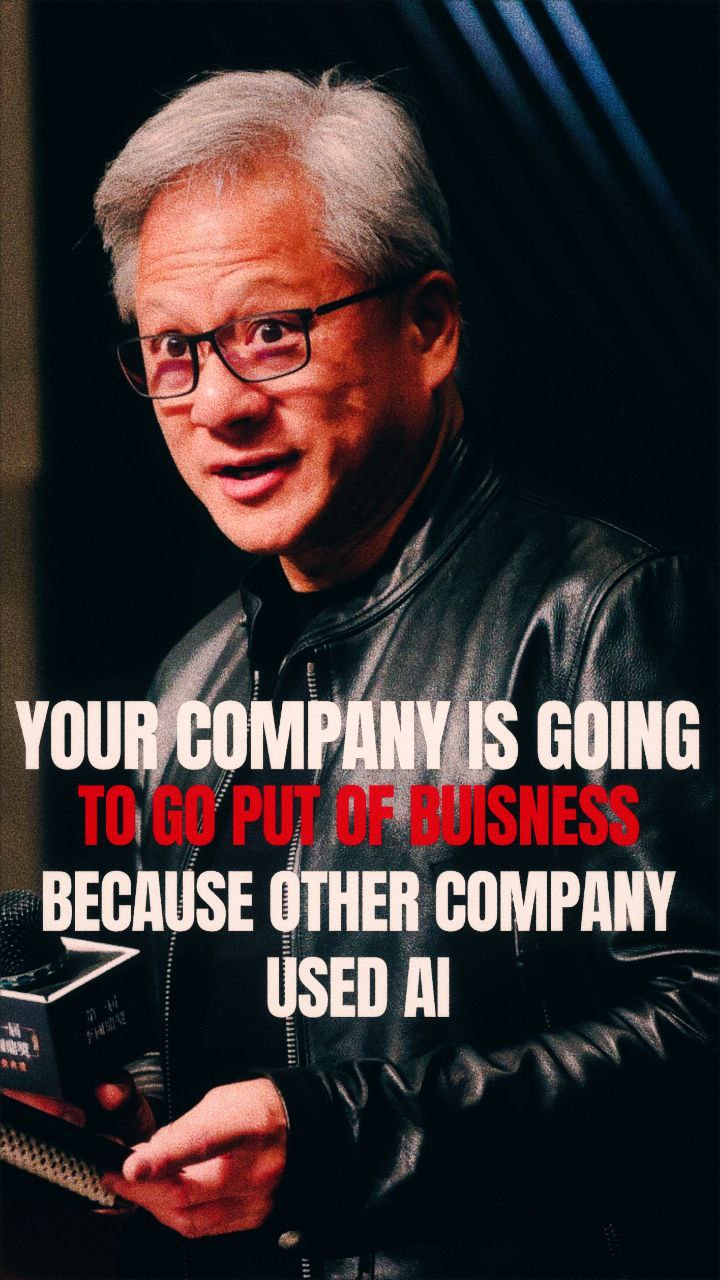 YOUR COMPANY IS GOING
TO GO PUT OF BUISNESS
BECAUSE OTHER COMPANY
USED AI